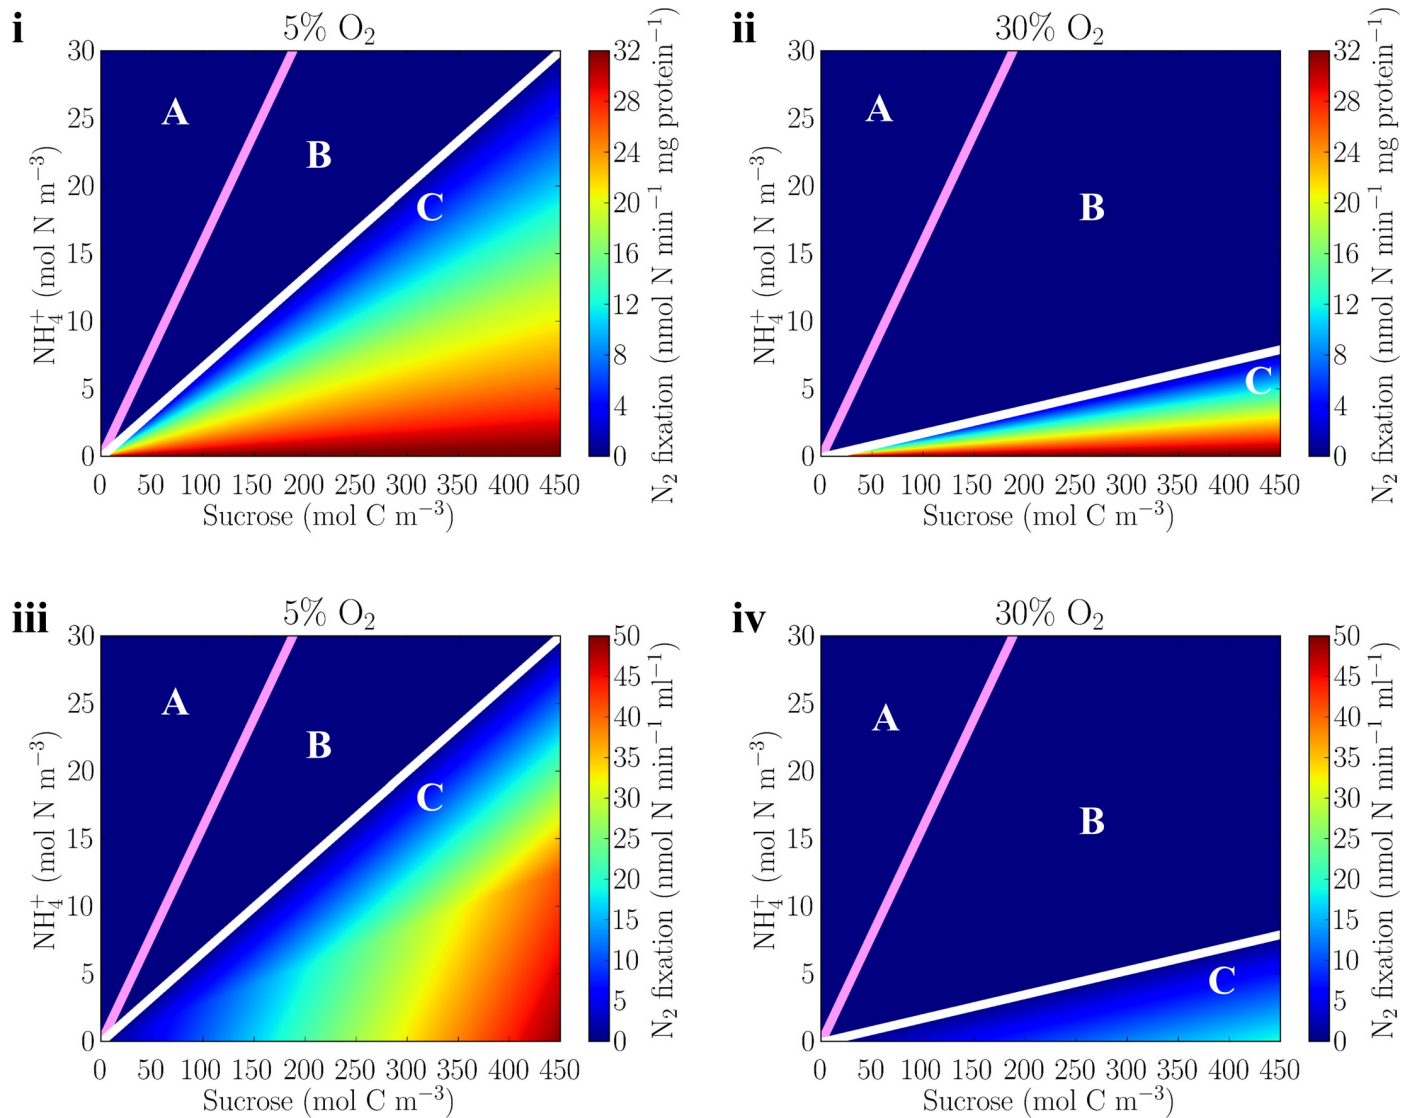 i
5% O₂
A
B
C
30
25
20
15
10
5
0
NH₄⁺ (mol N m⁻³)
0 50 100 150 200 250 300 350 400 450
Sucrose (mol C m⁻³)
32
28
24
20
16
12
8
4
0
N₂ fixation (nmol N min⁻¹ mg protein⁻¹)
ii
30% O₂
A
B
C
30
25
20
15
10
5
0
NH₄⁺ (mol N m⁻³)
0 50 100 150 200 250 300 350 400 450
Sucrose (mol C m⁻³)
32
28
24
20
16
12
8
4
0
N₂ fixation (nmol N min⁻¹ mg protein⁻¹)
iii
5% O₂
A
B
C
30
25
20
15
10
5
0
NH₄⁺ (mol N m⁻³)
0 50 100 150 200 250 300 350 400 450
Sucrose (mol C m⁻³)
50
45
40
35
30
25
20
15
10
5
0
N₂ fixation (nmol N min⁻¹ ml⁻¹)
iv
30% O₂
A
B
C
30
25
20
15
10
5
0
NH₄⁺ (mol N m⁻³)
0 50 100 150 200 250 300 350 400 450
Sucrose (mol C m⁻³)
50
45
40
35
30
25
20
15
10
5
0
N₂ fixation (nmol N min⁻¹ ml⁻¹)